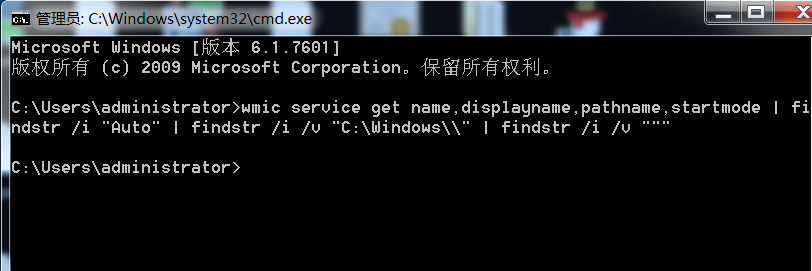 管理员: C:\Windows\system32\cmd.exe
Microsoft Windows [版本 6.1.7601]
版权所有 (c) 2009 Microsoft Corporation。保留所有权利。
C:\Users\administrator>wmic service get name,displayname,pathname,startmode | fi
ndstr /i "Auto" | findstr /i /v "C:\Windows\\" | findstr /i /v """
C:\Users\administrator>